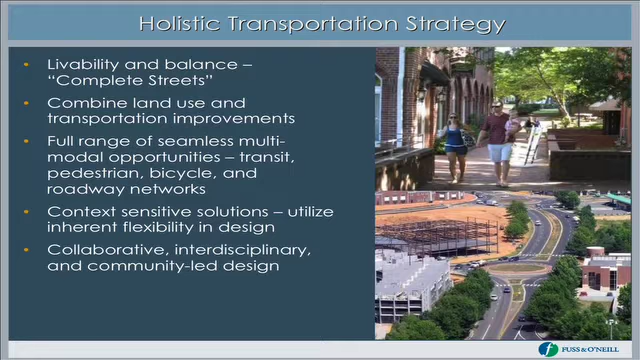 Holistic Transportation Strategy
• Livability and balance –
“Complete Streets”
• Combine land use and
transportation improvements
• Full range of seamless multi-
modal opportunities – transit,
pedestrian, bicycle, and
roadway networks
• Context sensitive solutions – utilize
inherent flexibility in design
• Collaborative, interdisciplinary,
and community-led design
FUSS & O'NEILL